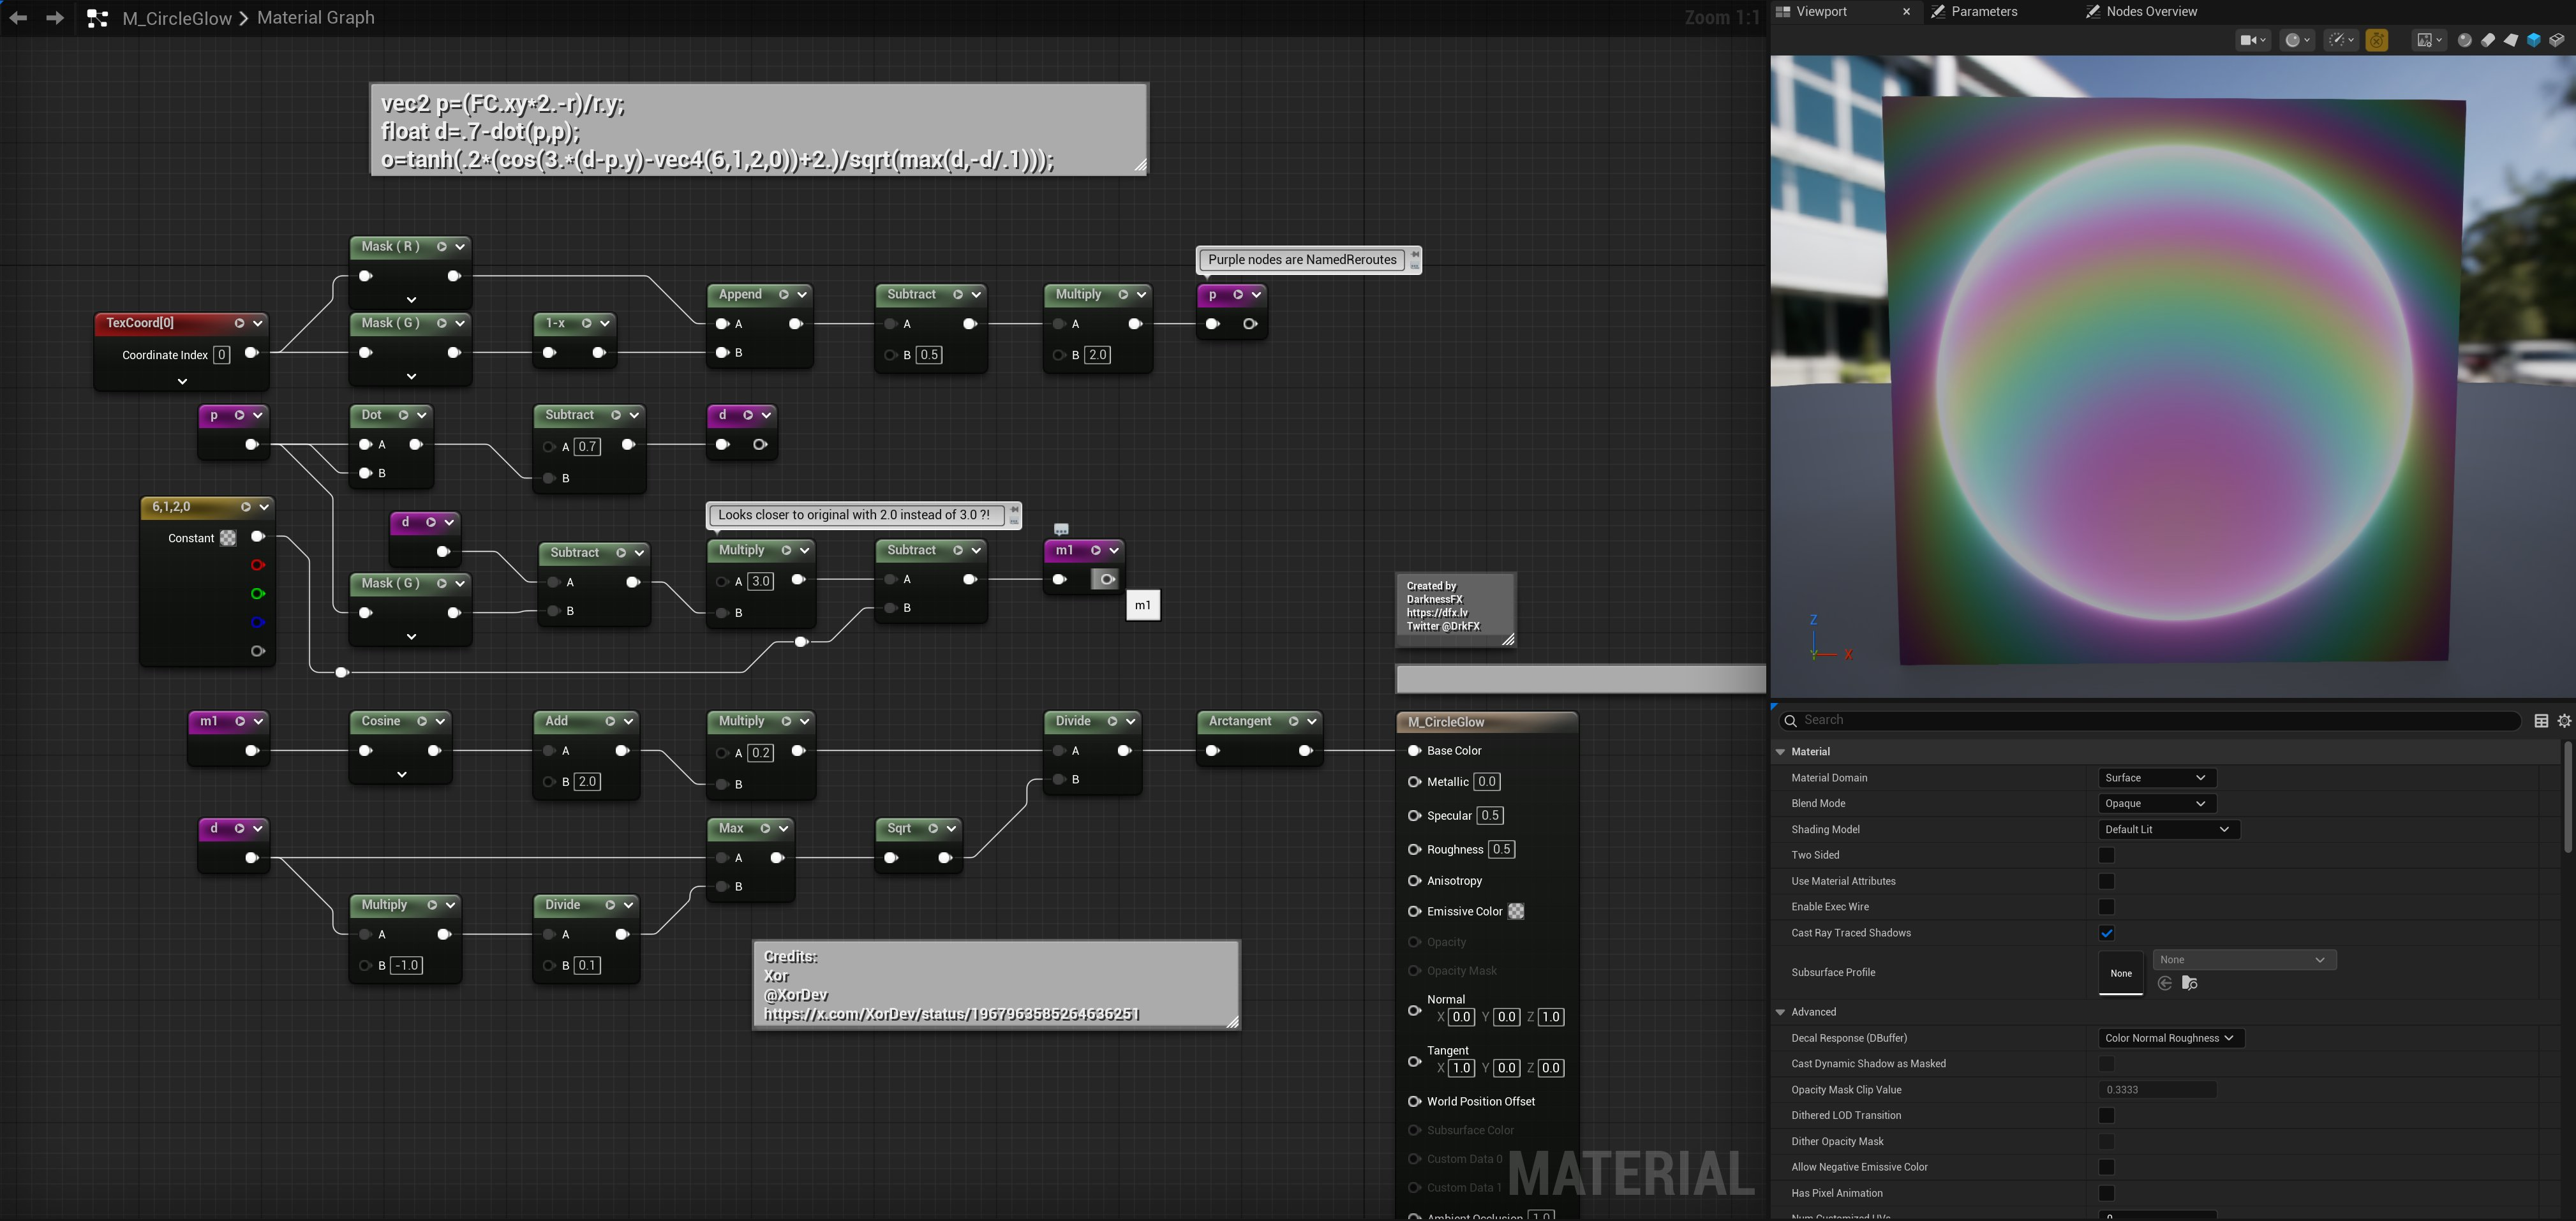 M_CircleGlow > Material Graph
Zoom 1:1
vec2 p=(FC.xy*2.-r)/r.y;
float d=.7-dot(p,p);
o=tanh(.2*(cos(3.*(d-p.y)-vec4(6,1,2,0))+2.)/sqrt(max(d,-d/.1)));
Mask ( R )
TexCoord[0]
Coordinate Index 0
Mask ( G )
1-x
Append
A
B
Subtract
A
B 0.5
Multiply
A
B 2.0
Purple nodes are NamedReroutes
p
p
Dot
A
B
Subtract
A 0.7
B
d
6,1,2,0
Constant
d
Mask ( G )
Subtract
A
B
Looks closer to original with 2.0 instead of 3.0 ?!
Multiply
A 3.0
B
Subtract
A
B
m1
m1
Created by
DarknessFX
https://dfx.lv
Twitter @DrkFX
m1
Cosine
Add
A
B 2.0
Multiply
A 0.2
B
Divide
A
B
Arctangent
d
Max
A
B
Sqrt
Multiply
A
B -1.0
Divide
A
B 0.1
Credits:
Xor
@XorDev
https://x.com/XorDev/status/1967963585264636251
M_CircleGlow
Base Color
Metallic 0.0
Specular 0.5
Roughness 0.5
Anisotropy
Emissive Color
Opacity
Opacity Mask
Normal
X 0.0 Y 0.0 Z 1.0
Tangent
X 1.0 Y 0.0 Z 0.0
World Position Offset
Subsurface Color
Custom Data 0
Custom Data 1
Ambient Occlusion 1.0
MATERIAL
Viewport
Parameters
Nodes Overview
Z
Y
X
Search
Material
Material Domain Surface
Blend Mode Opaque
Shading Model Default Lit
Two Sided
Use Material Attributes
Enable Exec Wire
Cast Ray Traced Shadows
Subsurface Profile None None
Advanced
Decal Response (DBuffer) Color Normal Roughness
Cast Dynamic Shadow as Masked
Opacity Mask Clip Value 0.3333
Dithered LOD Transition
Dither Opacity Mask
Allow Negative Emissive Color
Has Pixel Animation
Num Customized UVs 0